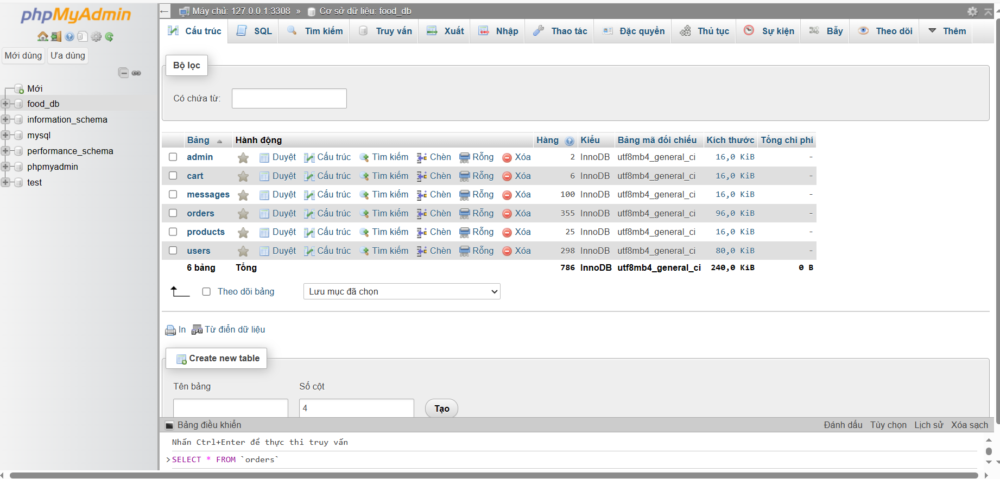 phpMyAdmin
Mới dùng Ưa dùng
Mới
food_db
information_schema
mysql
performance_schema
phpmyadmin
test
Máy chủ: 127.0.0.1:3308 » Cơ sở dữ liệu: food_db
Cấu trúc SQL Tìm kiếm Truy vấn Xuất Nhập Thao tác Đặc quyền Thủ tục Sự kiện Bẫy Theo dõi Thêm
Bộ lọc
Có chứa từ:
Bảng Hành động Hàng Kiểu Bảng mã đối chiếu Kích thước Tổng chi phí
admin Duyệt Cấu trúc Tìm kiếm Chèn Rỗng Xóa 2 InnoDB utf8mb4_general_ci 16,0 KiB -
cart Duyệt Cấu trúc Tìm kiếm Chèn Rỗng Xóa 6 InnoDB utf8mb4_general_ci 16,0 KiB -
messages Duyệt Cấu trúc Tìm kiếm Chèn Rỗng Xóa 100 InnoDB utf8mb4_general_ci 16,0 KiB -
orders Duyệt Cấu trúc Tìm kiếm Chèn Rỗng Xóa 355 InnoDB utf8mb4_general_ci 96,0 KiB -
products Duyệt Cấu trúc Tìm kiếm Chèn Rỗng Xóa 25 InnoDB utf8mb4_general_ci 16,0 KiB -
users Duyệt Cấu trúc Tìm kiếm Chèn Rỗng Xóa 298 InnoDB utf8mb4_general_ci 80,0 KiB -
6 bảng Tổng 786 InnoDB utf8mb4_general_ci 240,0 KiB 0 B
Theo dõi bảng Lưu mục đã chọn
In Từ điển dữ liệu
Create new table
Tên bảng Số cột
4 Tạo
Bảng điều khiển Đánh dấu Tùy chọn Lịch sử Xóa sạch
Nhấn Ctrl+Enter để thực thi truy vấn
>SELECT * FROM `orders`